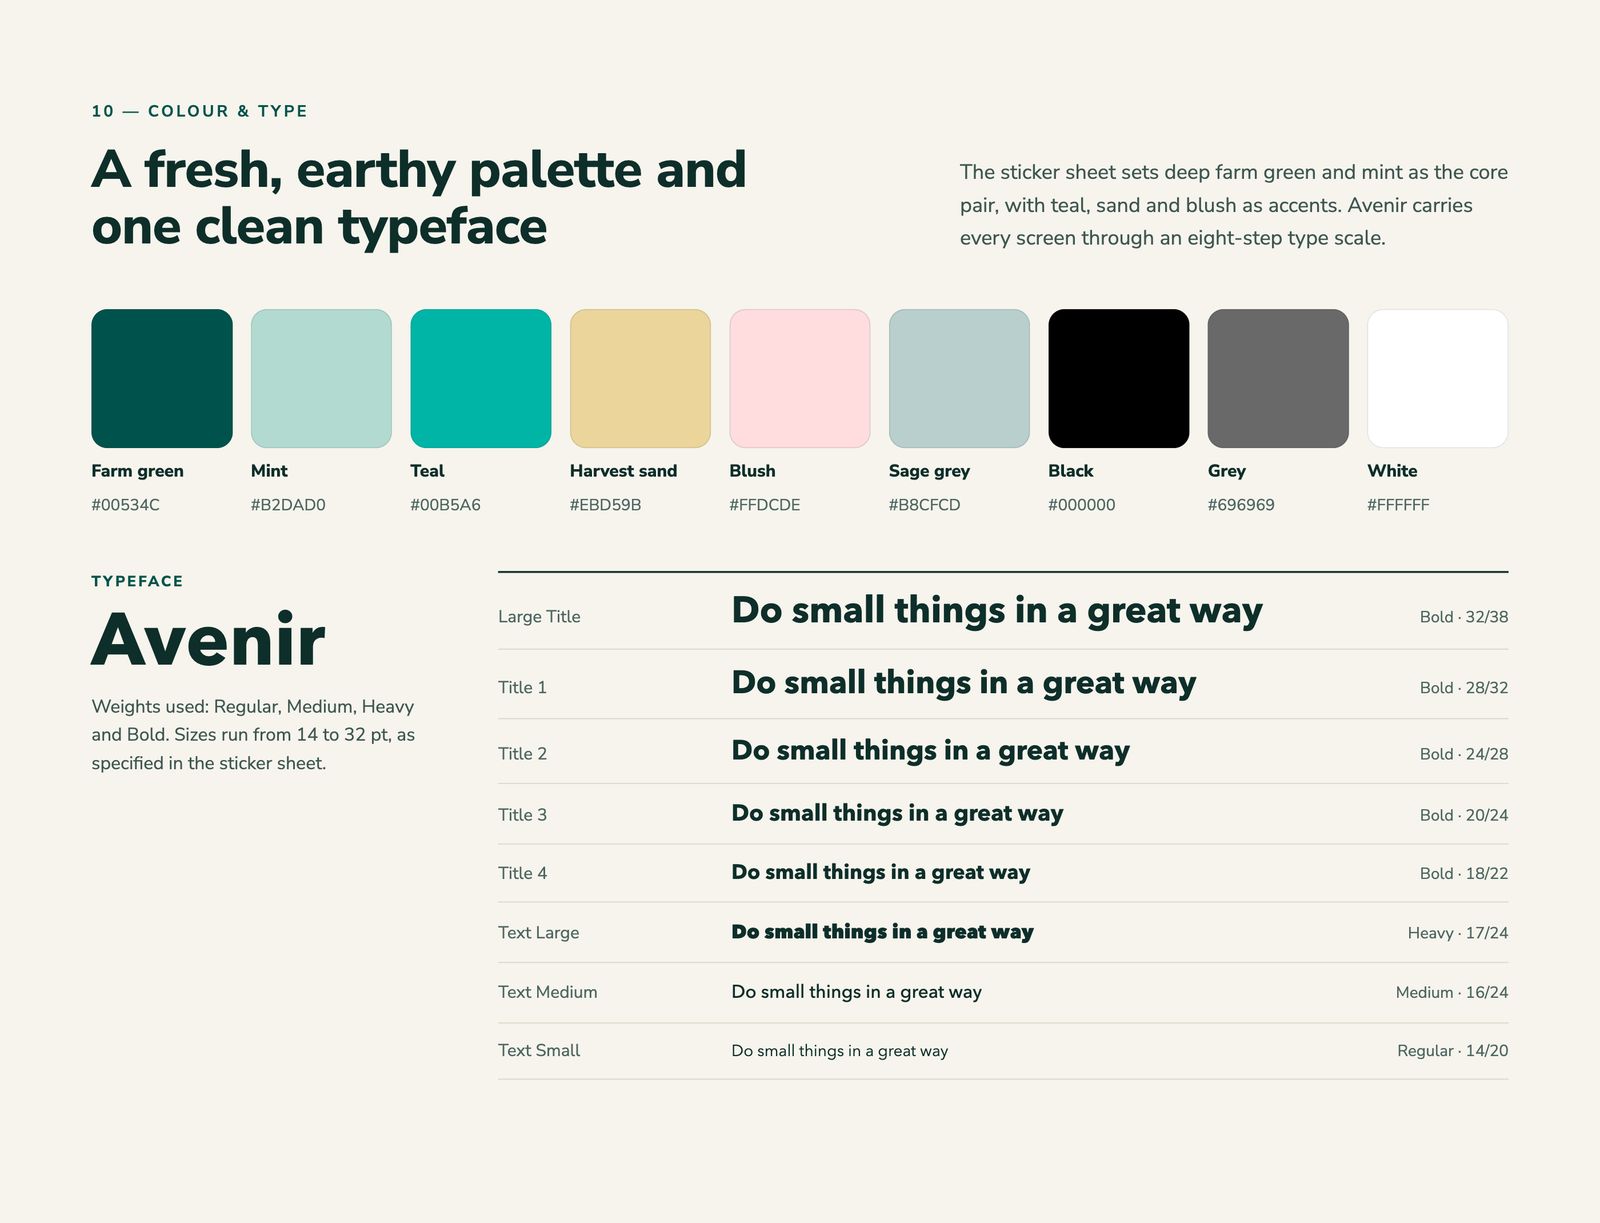 10 — COLOUR & TYPE
A fresh, earthy palette and
one clean typeface
The sticker sheet sets deep farm green and mint as the core
pair, with teal, sand and blush as accents. Avenir carries
every screen through an eight-step type scale.
Farm green
#00534C
Mint
#B2DAD0
Teal
#00B5A6
Harvest sand
#EBD59B
Blush
#FFDCDE
Sage grey
#B8CFCD
Black
#000000
Grey
#696969
White
#FFFFFF
TYPEFACE
Avenir
Weights used: Regular, Medium, Heavy
and Bold. Sizes run from 14 to 32 pt, as
specified in the sticker sheet.
Large Title Do small things in a great way Bold · 32/38
Title 1 Do small things in a great way Bold · 28/32
Title 2 Do small things in a great way Bold · 24/28
Title 3 Do small things in a great way Bold · 20/24
Title 4 Do small things in a great way Bold · 18/22
Text Large Do small things in a great way Heavy · 17/24
Text Medium Do small things in a great way Medium · 16/24
Text Small Do small things in a great way Regular · 14/20